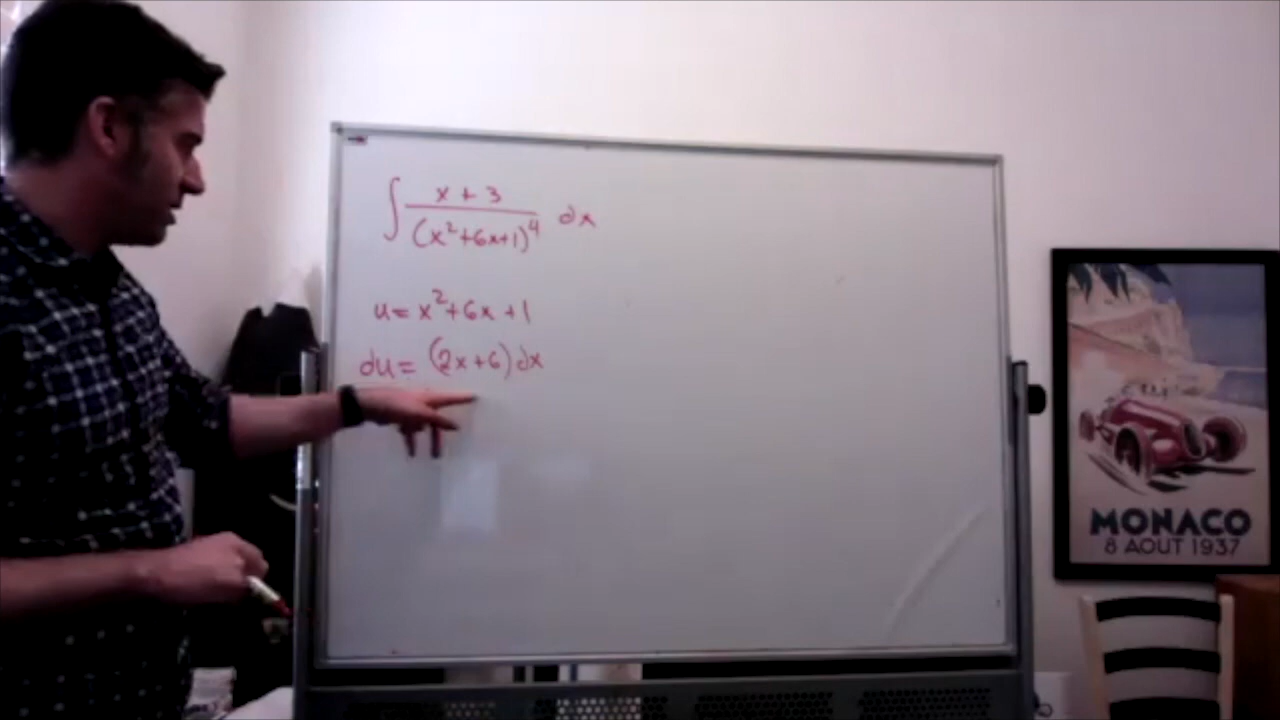 ∫ x + 3 / (x²+6x+1)⁴ dx
u = x²+6x+1
du = (2x+6)dx
MONACO
8 AOUT 1937